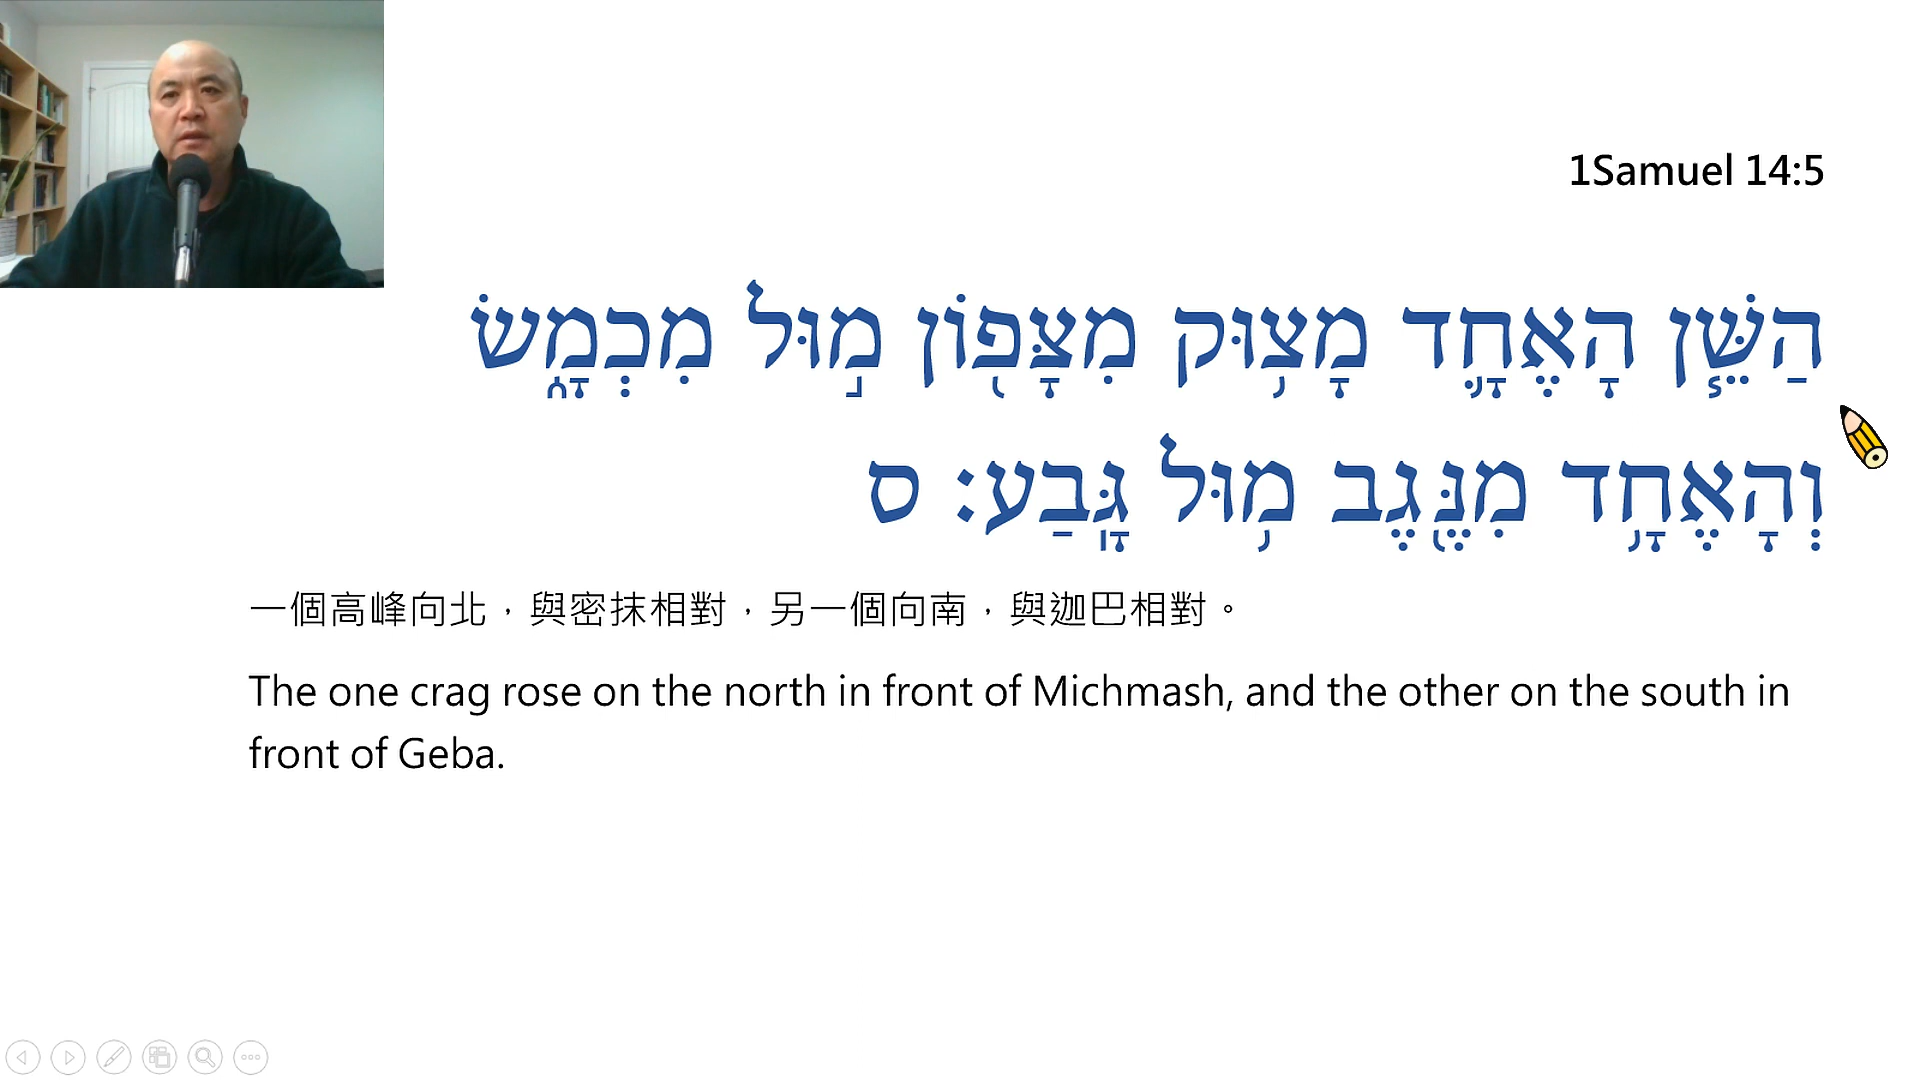 1Samuel 14:5
הַשֵּׁ֧ן הָאֶחָ֛ד מָצ֥וּק מִצָּפ֖וֹן מ֣וּל מִכְמָ֑שׂ
וְהָאֶחָ֥ד מִנֶּ֖גֶב מ֥וּל גָּֽבַע׃ ס
一個高峰向北，與密抹相對，另一個向南，與迦巴相對。
The one crag rose on the north in front of Michmash, and the other on the south in
front of Geba.